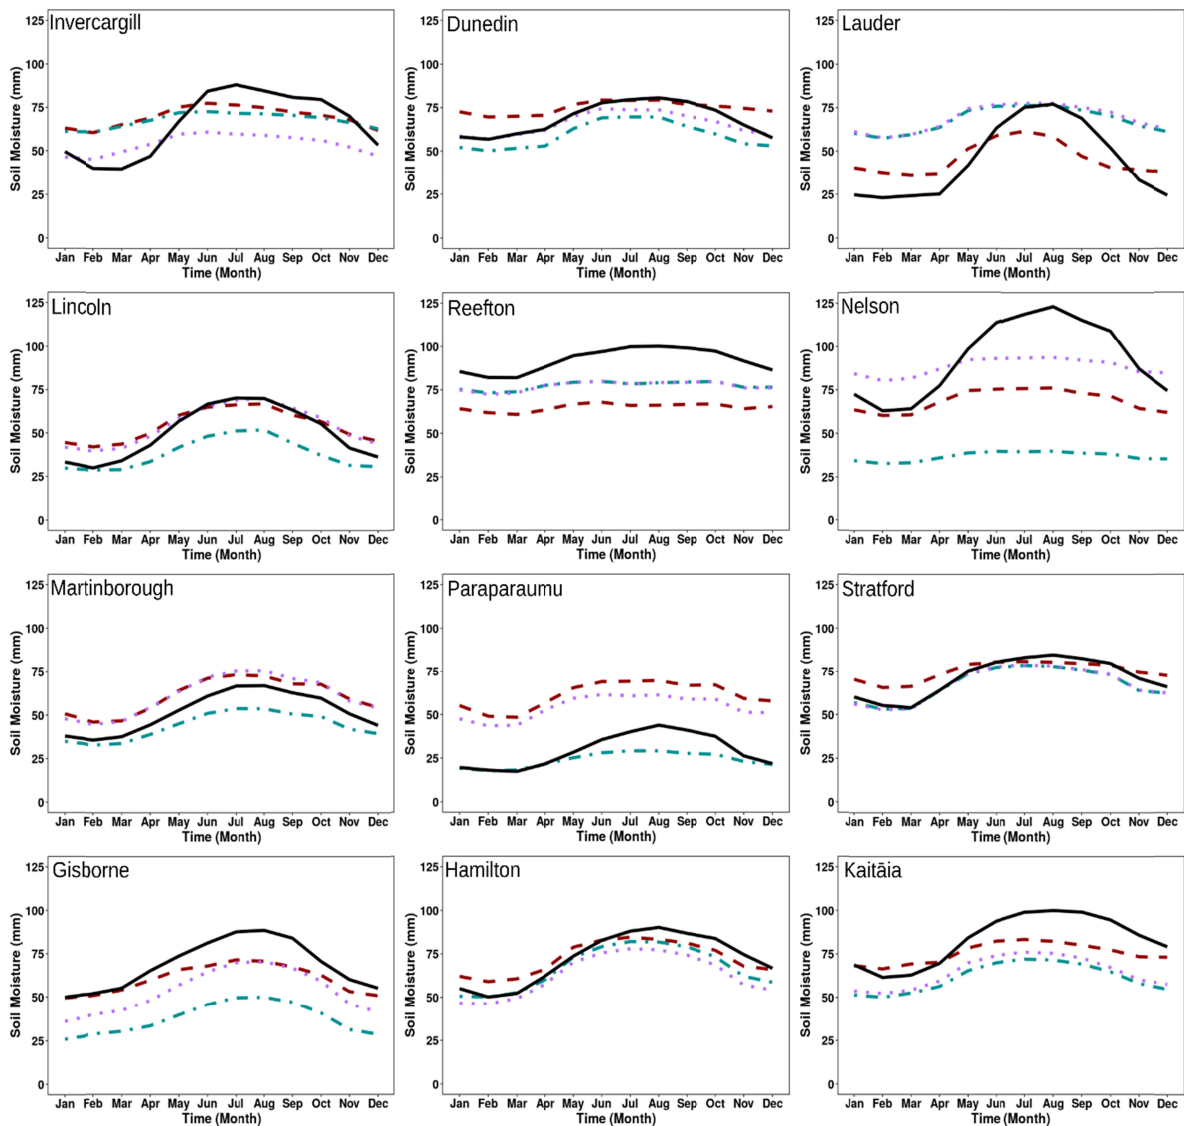 Invercargill
Soil Moisture (mm)
125
100
75
50
25
0
Jan Feb Mar Apr May Jun Jul Aug Sep Oct Nov Dec
Time (Month)
Dunedin
Soil Moisture (mm)
125
100
75
50
25
0
Jan Feb Mar Apr May Jun Jul Aug Sep Oct Nov Dec
Time (Month)
Lauder
Soil Moisture (mm)
125
100
75
50
25
0
Jan Feb Mar Apr May Jun Jul Aug Sep Oct Nov Dec
Time (Month)
Lincoln
Soil Moisture (mm)
125
100
75
50
25
0
Jan Feb Mar Apr May Jun Jul Aug Sep Oct Nov Dec
Time (Month)
Reefton
Soil Moisture (mm)
125
100
75
50
25
0
Jan Feb Mar Apr May Jun Jul Aug Sep Oct Nov Dec
Time (Month)
Nelson
Soil Moisture (mm)
125
100
75
50
25
0
Jan Feb Mar Apr May Jun Jul Aug Sep Oct Nov Dec
Time (Month)
Martinborough
Soil Moisture (mm)
125
100
75
50
25
0
Jan Feb Mar Apr May Jun Jul Aug Sep Oct Nov Dec
Time (Month)
Paraparaumu
Soil Moisture (mm)
125
100
75
50
25
0
Jan Feb Mar Apr May Jun Jul Aug Sep Oct Nov Dec
Time (Month)
Stratford
Soil Moisture (mm)
125
100
75
50
25
0
Jan Feb Mar Apr May Jun Jul Aug Sep Oct Nov Dec
Time (Month)
Gisborne
Soil Moisture (mm)
125
100
75
50
25
0
Jan Feb Mar Apr May Jun Jul Aug Sep Oct Nov Dec
Time (Month)
Hamilton
Soil Moisture (mm)
125
100
75
50
25
0
Jan Feb Mar Apr May Jun Jul Aug Sep Oct Nov Dec
Time (Month)
Kaitāia
Soil Moisture (mm)
125
100
75
50
25
0
Jan Feb Mar Apr May Jun Jul Aug Sep Oct Nov Dec
Time (Month)